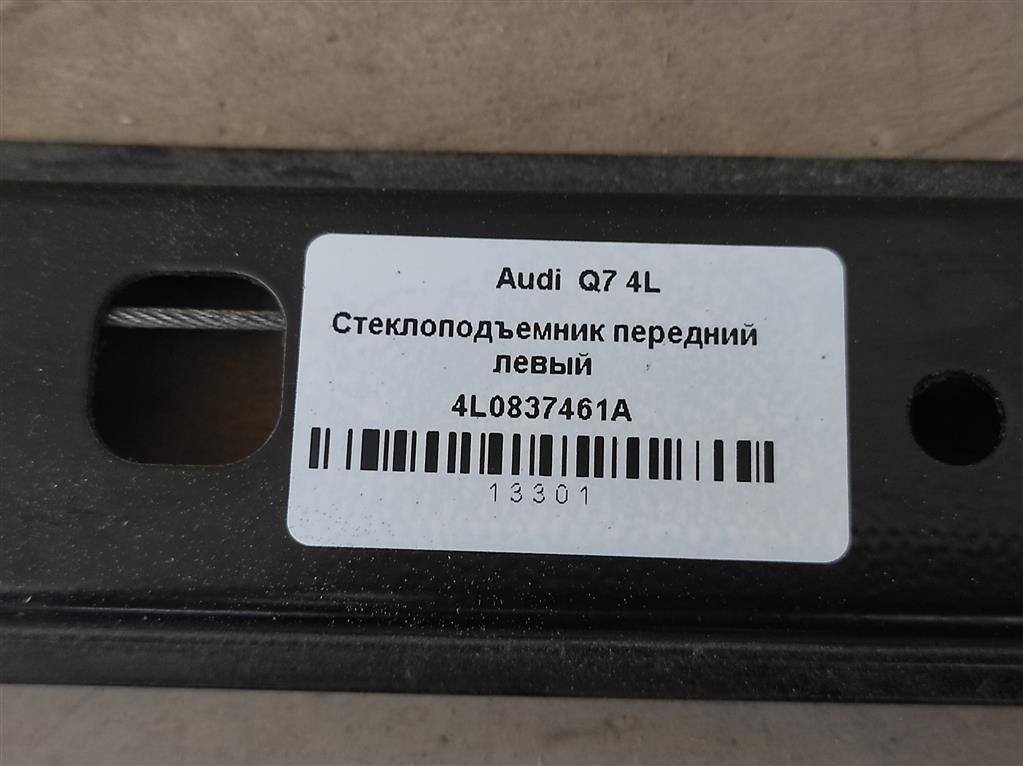 Audi Q7 4L
Стеклоподъемник передний
левый
4L0837461A
13301